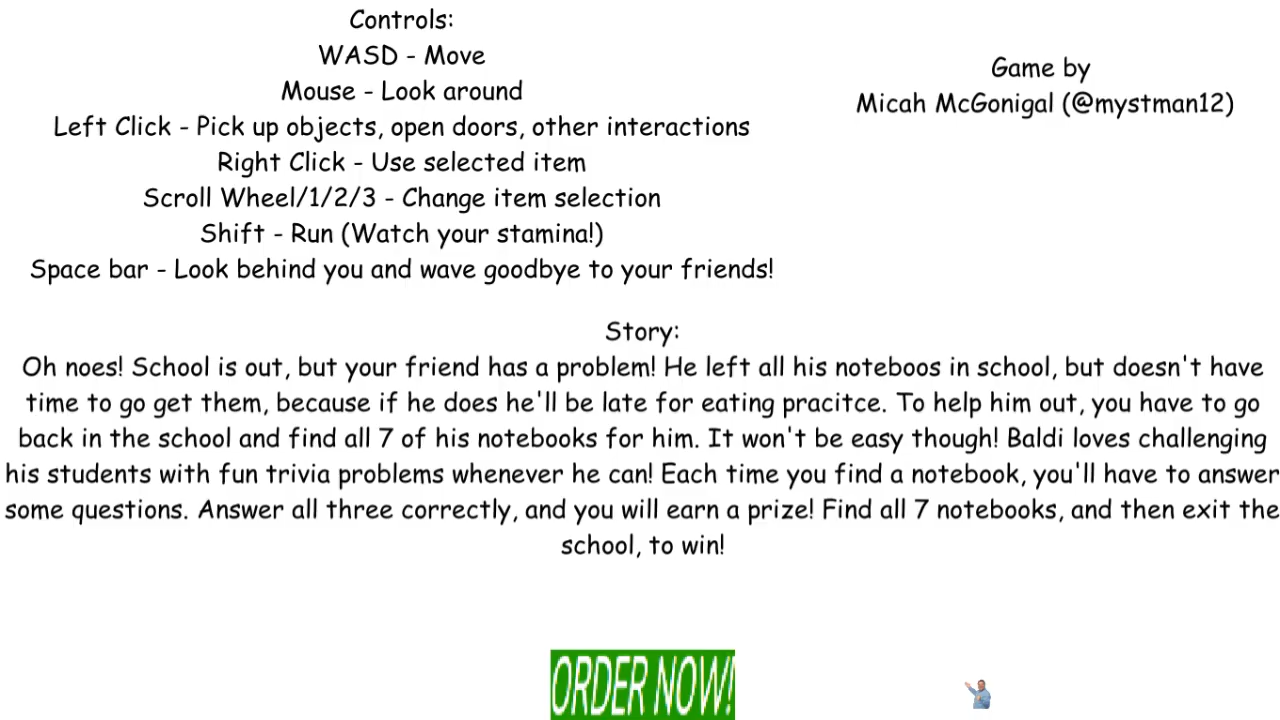 Controls:
WASD - Move
Mouse - Look around
Left Click - Pick up objects, open doors, other interactions
Right Click - Use selected item
Scroll Wheel/1/2/3 - Change item selection
Shift - Run (Watch your stamina!)
Space bar - Look behind you and wave goodbye to your friends!
Game by
Micah McGonigal (@mystman12)
Story:
Oh noes! School is out, but your friend has a problem! He left all his noteboos in school, but doesn't have
time to go get them, because if he does he'll be late for eating pracitce. To help him out, you have to go
back in the school and find all 7 of his notebooks for him. It won't be easy though! Baldi loves challenging
his students with fun trivia problems whenever he can! Each time you find a notebook, you'll have to answer
some questions. Answer all three correctly, and you will earn a prize! Find all 7 notebooks, and then exit the
school, to win!
ORDER NOW!